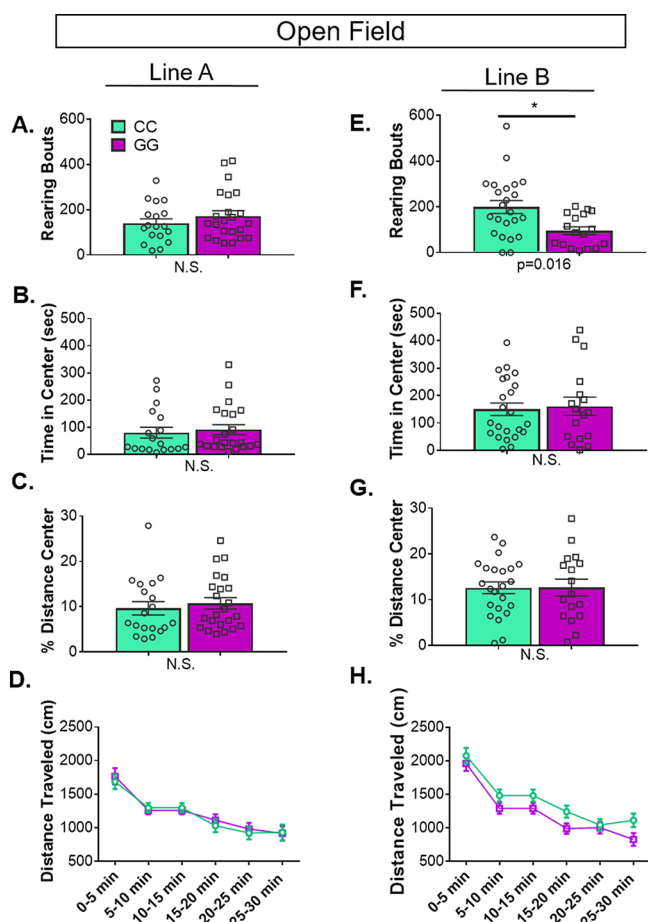 Open Field
Line A
Line B
A.
Rearing Bouts
600
400
200
0
CC
GG
N.S.
E.
Rearing Bouts
600
400
200
0
*
p=0.016
B.
Time in Center (sec)
500
400
300
200
100
0
N.S.
F.
Time in Center (sec)
500
400
300
200
100
0
N.S.
C.
% Distance Center
30
20
10
0
N.S.
G.
% Distance Center
30
20
10
0
N.S.
D.
Distance Traveled (cm)
2500
2000
1500
1000
500
0-5 min
5-10 min
10-15 min
15-20 min
20-25 min
25-30 min
H.
Distance Traveled (cm)
2500
2000
1500
1000
500
0-5 min
5-10 min
10-15 min
15-20 min
20-25 min
25-30 min